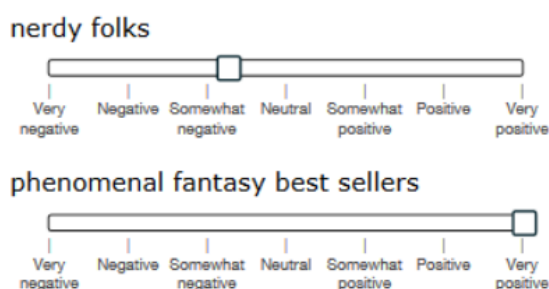 nerdy folks
Very negative Negative Somewhat negative Neutral Somewhat positive Positive Very positive
phenomenal fantasy best sellers
Very negative Negative Somewhat negative Neutral Somewhat positive Positive Very positive